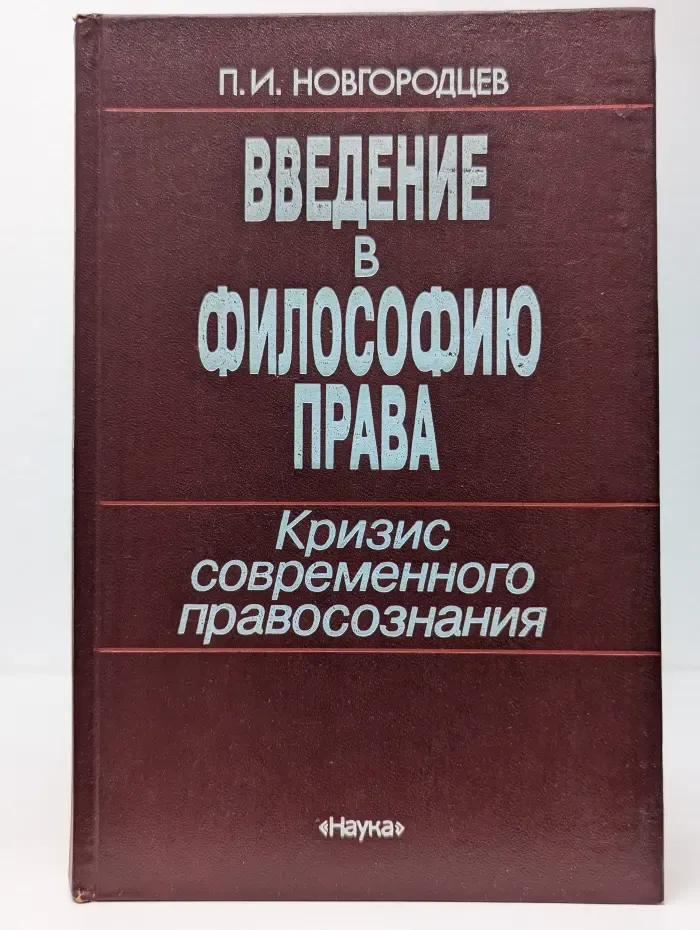 П.И. НОВГОРОДЦЕВ
ВВЕДЕНИЕ
В
ФИЛОСОФИЮ
ПРАВА
Кризис
современного
правосознания
«Наука»